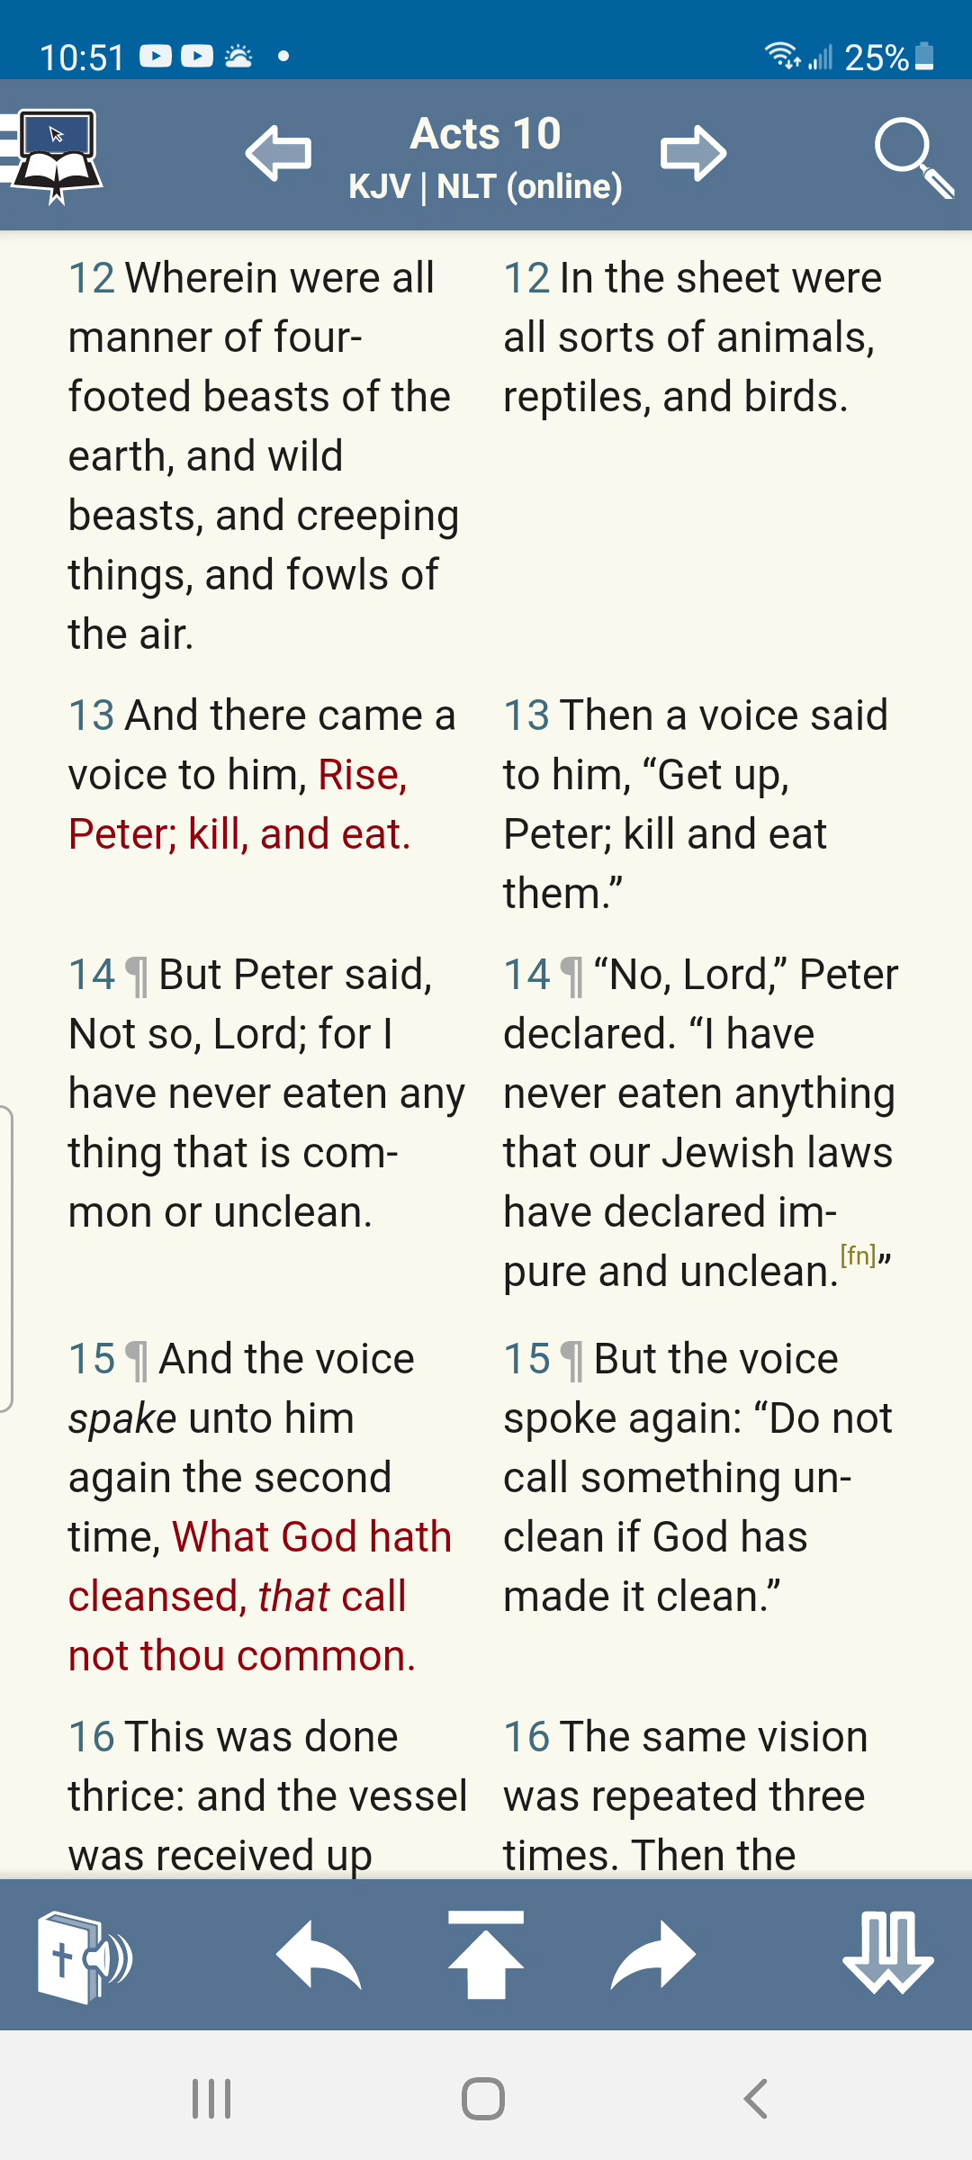 10:51
25%
Acts 10
KJV | NLT (online)
12 Wherein were all
manner of four-
footed beasts of the
earth, and wild
beasts, and creeping
things, and fowls of
the air.
12 In the sheet were
all sorts of animals,
reptiles, and birds.
13 And there came a
voice to him, Rise,
Peter; kill, and eat.
13 Then a voice said
to him, “Get up,
Peter; kill and eat
them.”
14 ¶ But Peter said,
Not so, Lord; for I
have never eaten any
thing that is com-
mon or unclean.
14 ¶ “No, Lord,” Peter
declared. “I have
never eaten anything
that our Jewish laws
have declared im-
pure and unclean.[fn]”
15 ¶ And the voice
spake unto him
again the second
time, What God hath
cleansed, that call
not thou common.
15 ¶ But the voice
spoke again: “Do not
call something un-
clean if God has
made it clean.”
16 This was done
thrice: and the vessel
was received up
16 The same vision
was repeated three
times. Then the